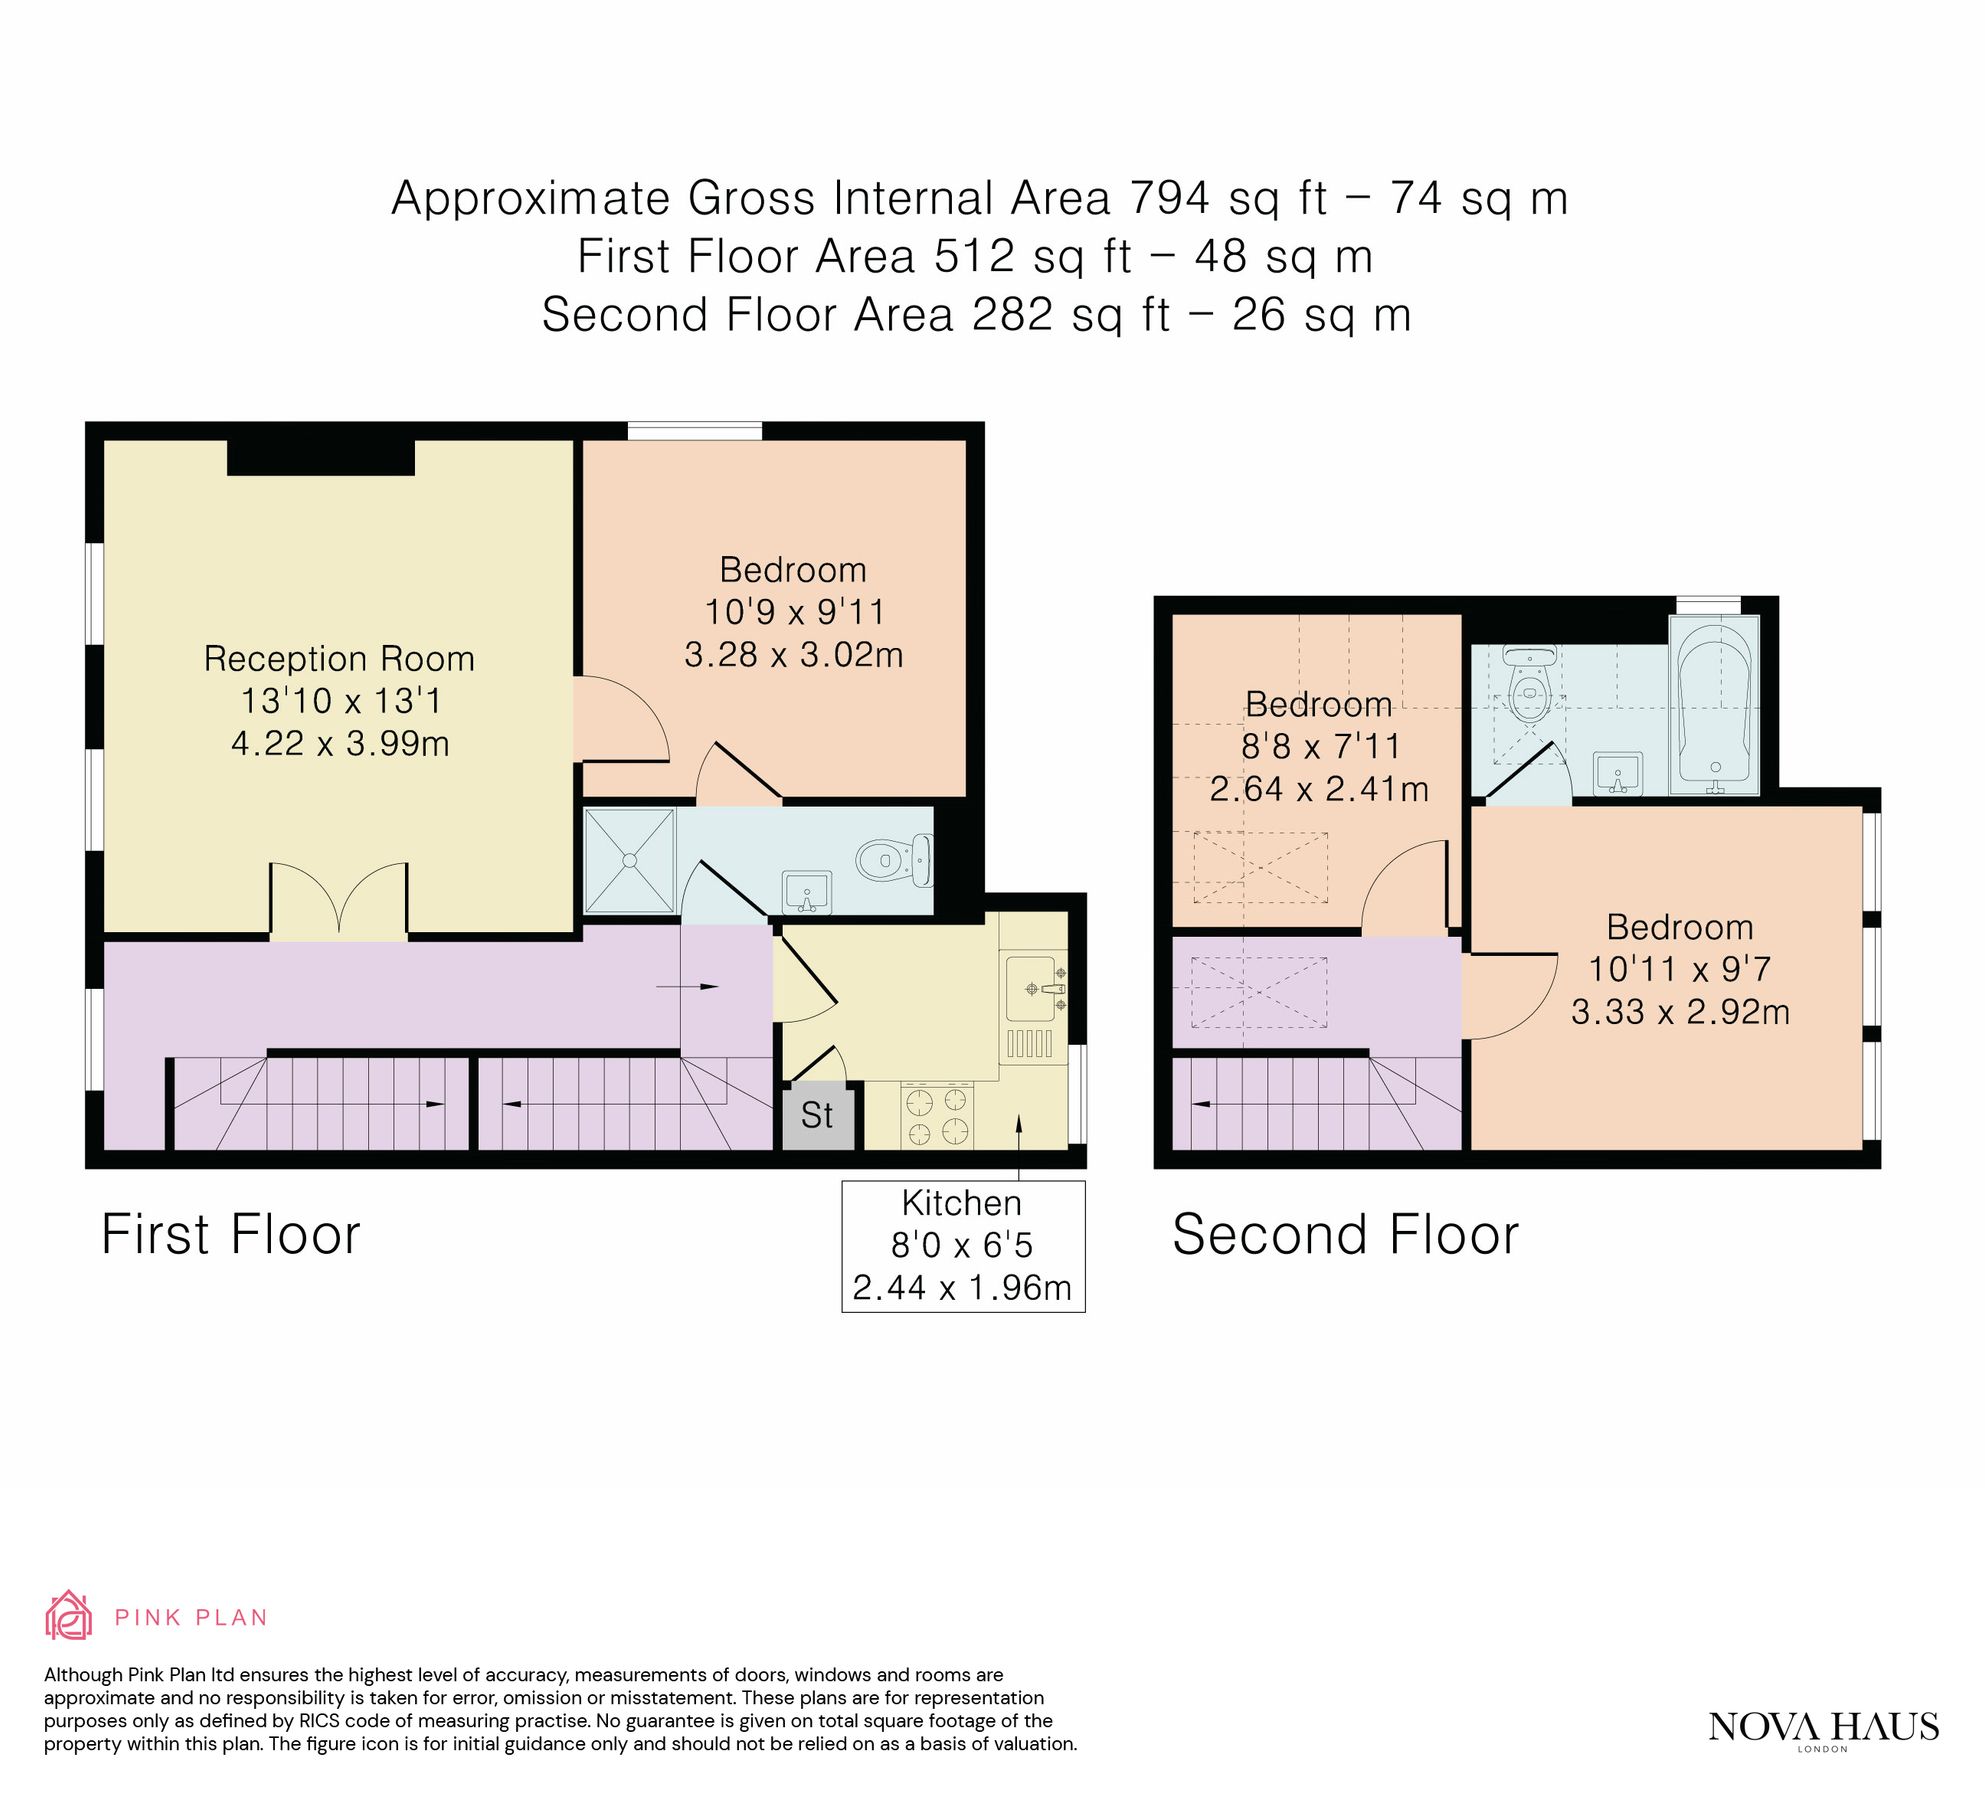 Approximate Gross Internal Area 794 sq ft – 74 sq m
First Floor Area 512 sq ft – 48 sq m
Second Floor Area 282 sq ft – 26 sq m
Reception Room
13'10 x 13'1
4.22 x 3.99m
Bedroom
10'9 x 9'11
3.28 x 3.02m
St
Kitchen
8'0 x 6'5
2.44 x 1.96m
First Floor
Bedroom
8'8 x 7'11
2.64 x 2.41m
Bedroom
10'11 x 9'7
3.33 x 2.92m
Second Floor
PINK PLAN
Although Pink Plan ltd ensures the highest level of accuracy, measurements of doors, windows and rooms are
approximate and no responsibility is taken for error, omission or misstatement. These plans are for representation
purposes only as defined by RICS code of measuring practise. No guarantee is given on total square footage of the
property within this plan. The figure icon is for initial guidance only and should not be relied on as a basis of valuation.
NOVA HAUS
LONDON